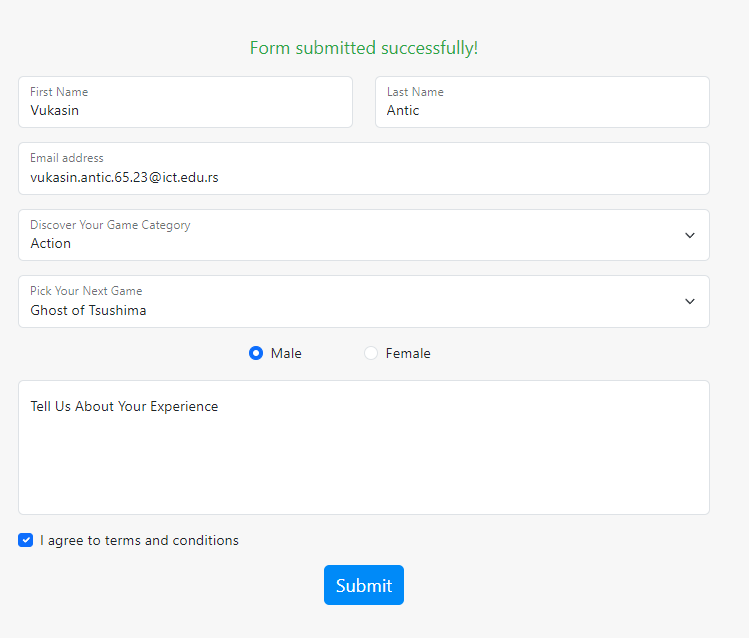 Form submitted successfully!
First Name
Vukasin
Last Name
Antic
Email address
vukasin.antic.65.23@ict.edu.rs
Discover Your Game Category
Action
Pick Your Next Game
Ghost of Tsushima
Male
Female
Tell Us About Your Experience
I agree to terms and conditions
Submit